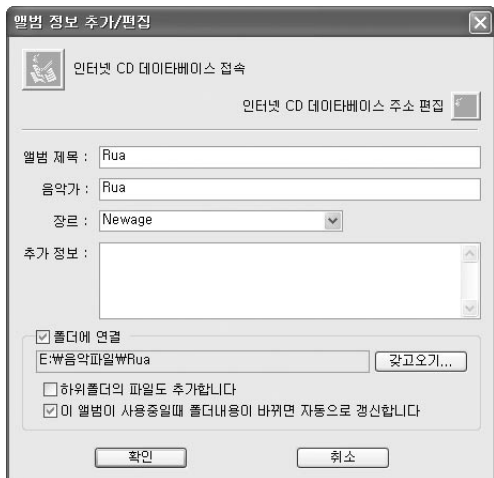 앨범 정보 추가/편집
인터넷 CD 데이타베이스 접속
인터넷 CD 데이타베이스 주소 편집
앨범 제목 : Rua
음악가 : Rua
장르 : Newage
추가 정보 :
폴더에 연결
E:₩음악파일₩Rua 갖고오기...
하위폴더의 파일도 추가합니다
이 앨범이 사용중일때 폴더내용이 바뀌면 자동으로 갱신합니다
확인 취소